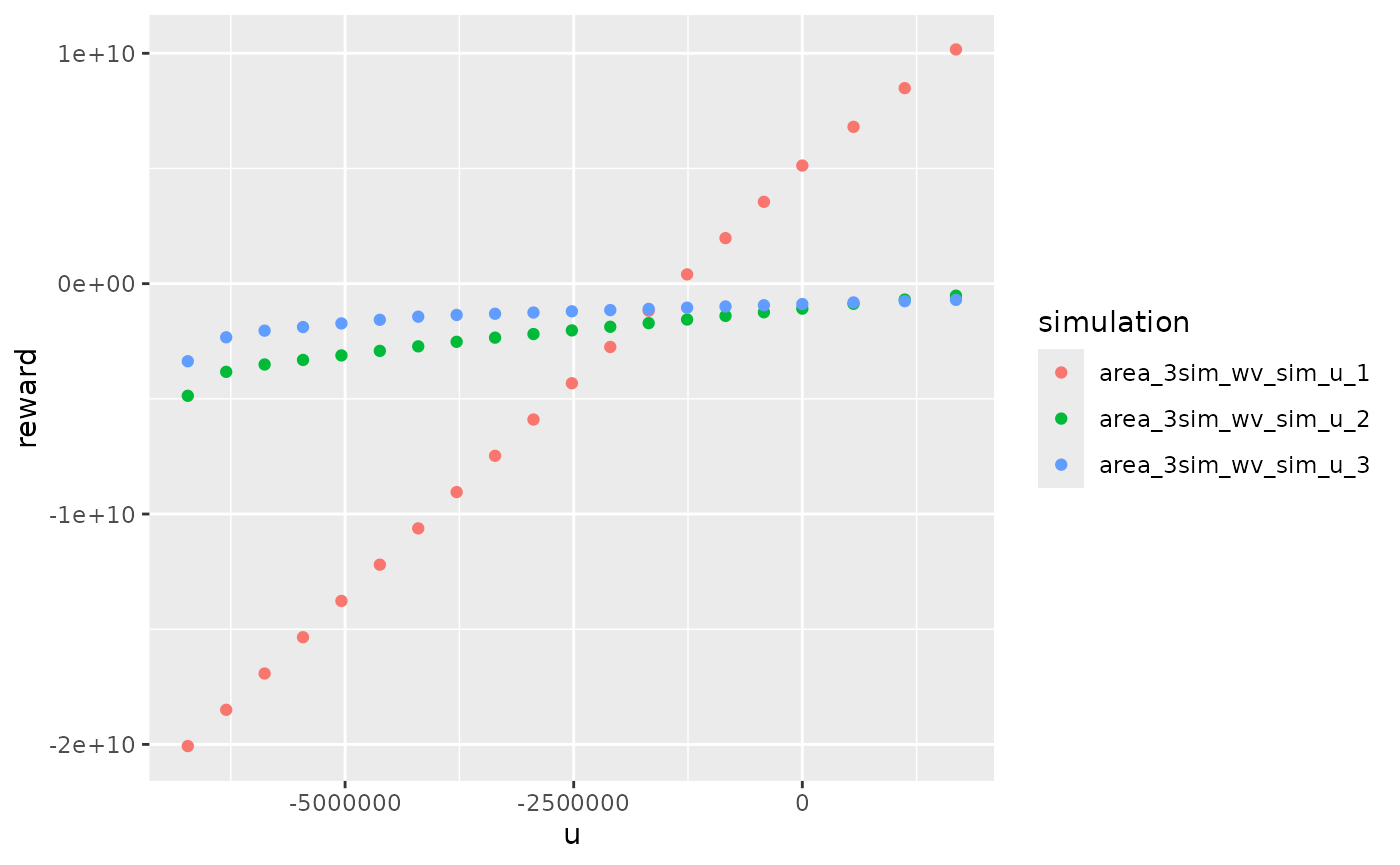 1e+10
0e+00
-1e+10
-2e+10
reward
-5000000
-2500000
0
u
simulation
area_3sim_wv_sim_u_1
area_3sim_wv_sim_u_2
area_3sim_wv_sim_u_3